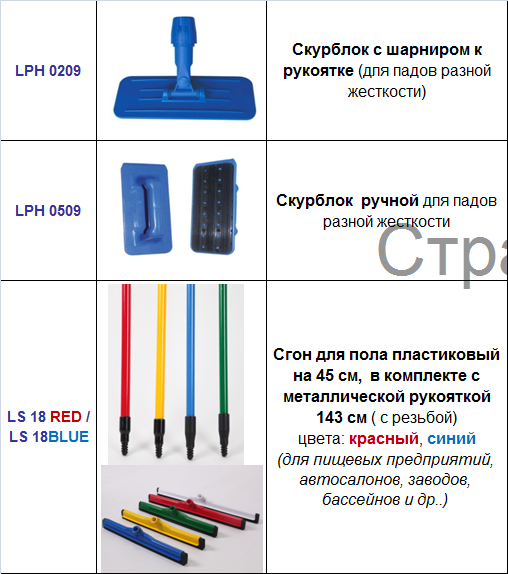 LPH 0209
Скурблок с шарниром к
рукоятке (для падов разной
жесткости)
LPH 0509
Скурблок ручной для падов
разной жесткости
Стра
LS 18 RED /
LS 18BLUE
Сгон для пола пластиковый
на 45 см, в комплекте с
металлической рукояткой
143 см ( с резьбой)
цвета: красный, синий
(для пищевых предприятий,
автосалонов, заводов,
бассейнов и др..)